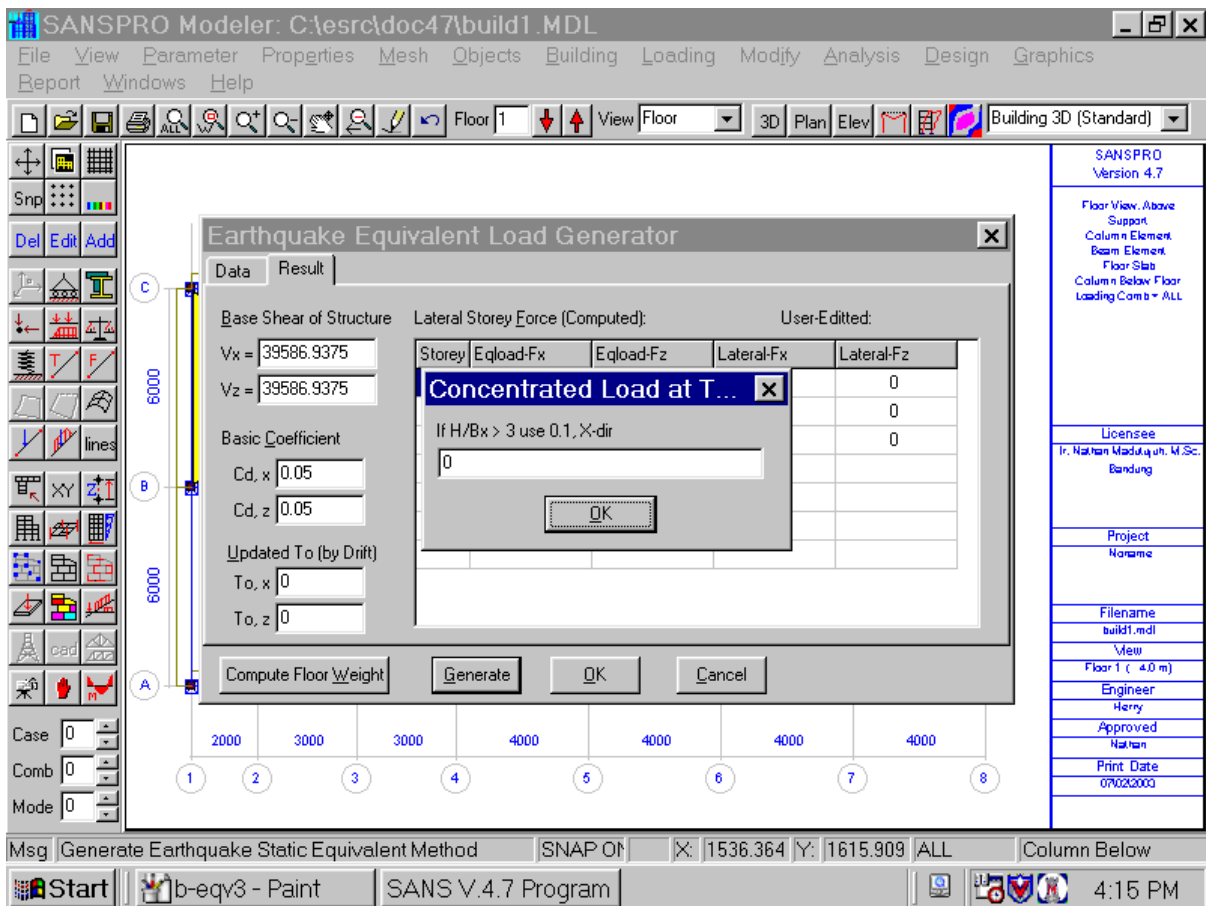 SANSPRO Modeler: C:\esrc\doc47\build1.MDL
File View Parameter Properties Mesh Objects Building Loading Modify Analysis Design Graphics
Report Windows Help
ALL Floor 1 View Floor 3D Plan Elev Building 3D (Standard)
Snp
Del Edit Add
T F
lines
XY Z
cad
M
Case 0
Comb 0
Mode 0
C
B
A
6000
6000
2000 3000 3000 4000 4000 4000 4000
1 2 3 4 5 6 7 8
Earthquake Equivalent Load Generator
Data Result
Base Shear of Structure
Vx = 39586.9375
Vz = 39586.9375
Basic Coefficient
Cd, x 0.05
Cd, z 0.05
Updated To (by Drift)
To, x 0
To, z 0
Lateral Storey Force (Computed): User-Editted:
Storey Eqload-Fx Eqload-Fz Lateral-Fx Lateral-Fz
0
0
0
Concentrated Load at T...
If H/Bx > 3 use 0.1, X-dir
0
OK
Compute Floor Weight Generate OK Cancel
SANSPRO
Version 4.7
Floor View, Above
Support
Column Element
Beam Element
Floor Slab
Column Below Floor
Loading Comb = ALL
Licensee
Ir. Nathan Madutujuh, M.Sc.
Bandung
Project
Noname
Filename
build1.mdl
View
Floor 1 ( 4.0 m)
Engineer
Herry
Approved
Nathan
Print Date
Msg Generate Earthquake Static Equivalent Method SNAP ON X: 1536.364 Y: 1615.909 ALL Column Below
Start b-eqv3 - Paint SANS V.4.7 Program 4:15 PM